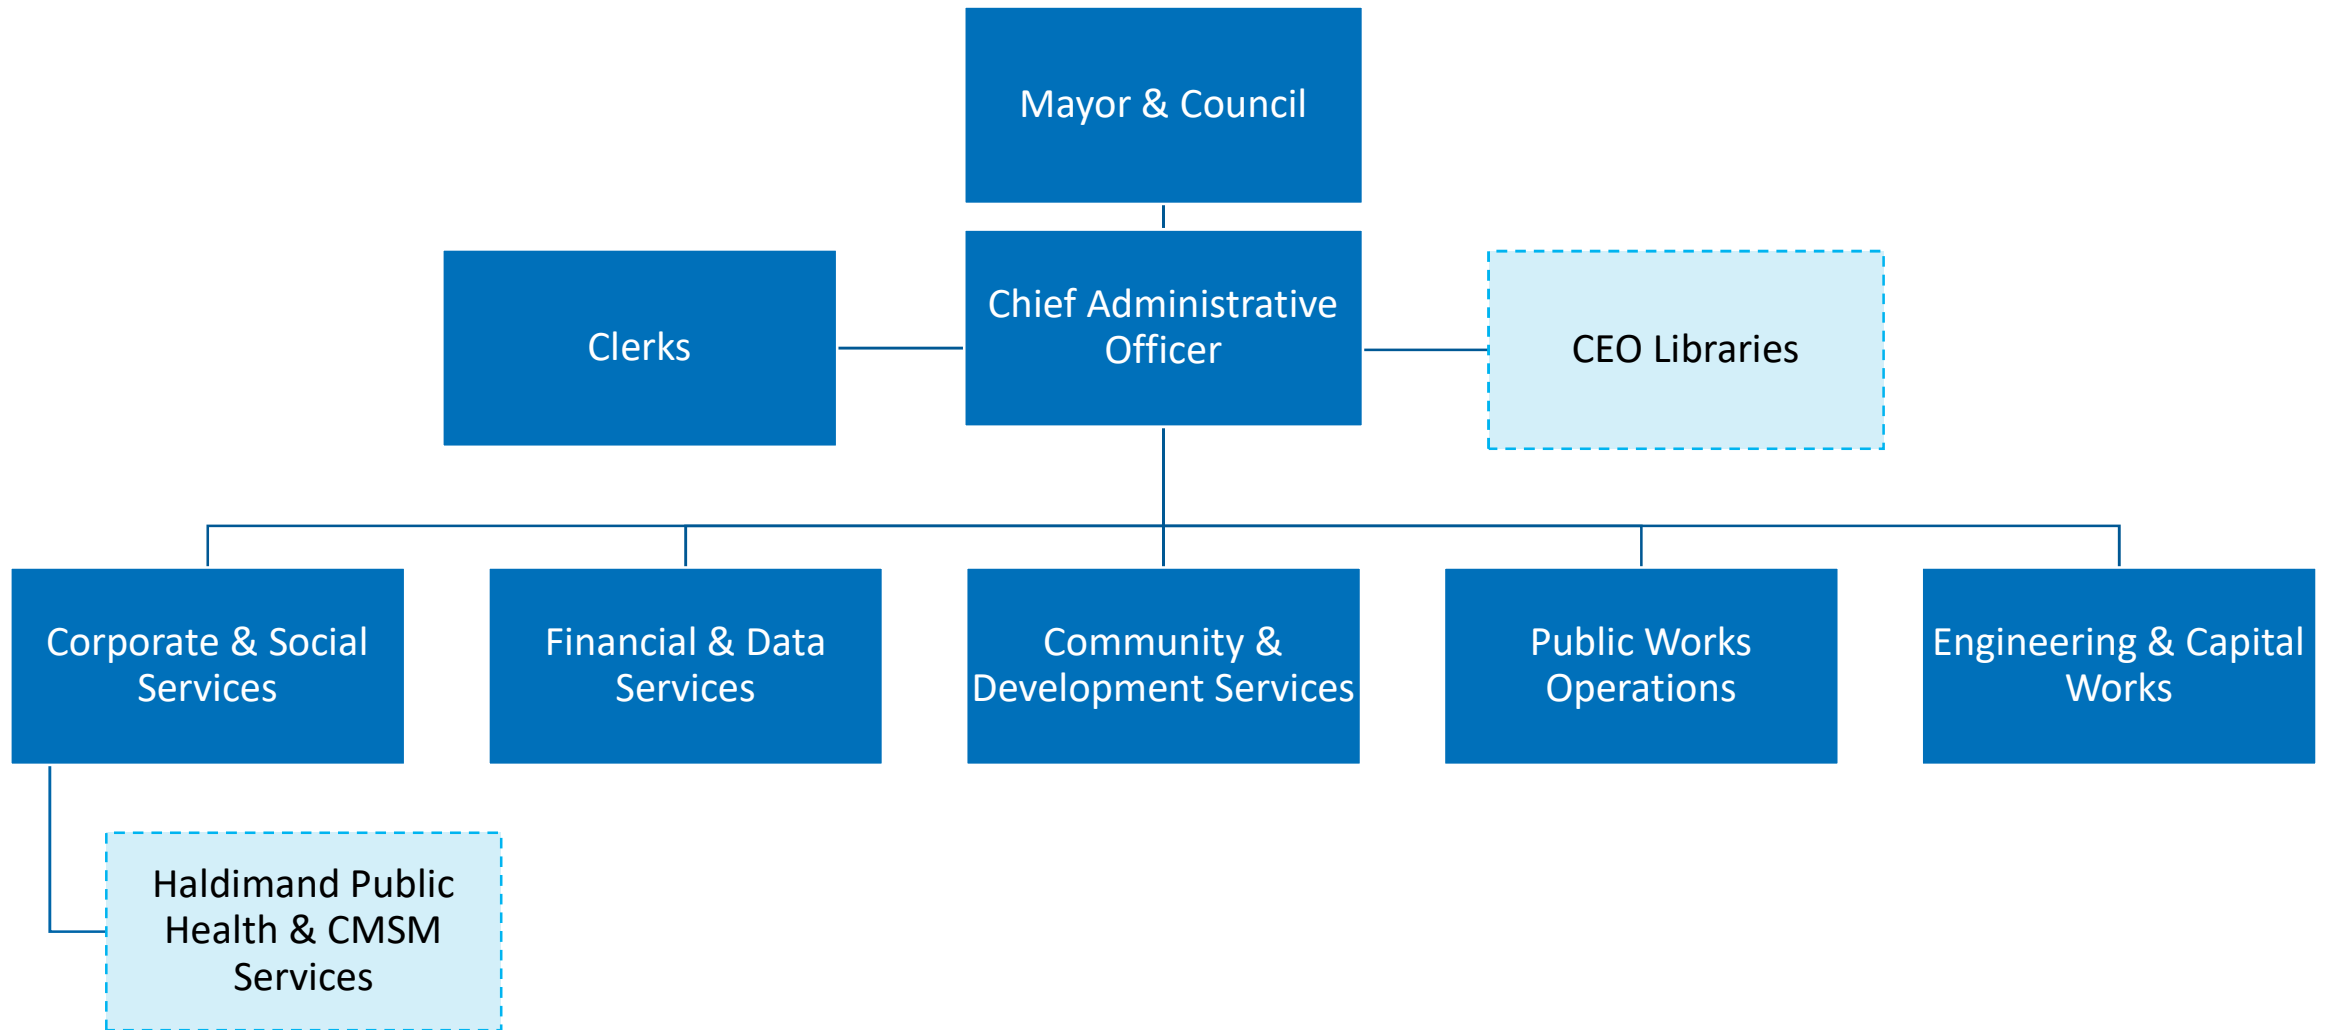 Mayor & Council
Clerks
Chief Administrative
Officer
CEO Libraries
Corporate & Social
Services
Financial & Data
Services
Community &
Development Services
Public Works
Operations
Engineering & Capital
Works
Haldimand Public
Health & CMSM
Services